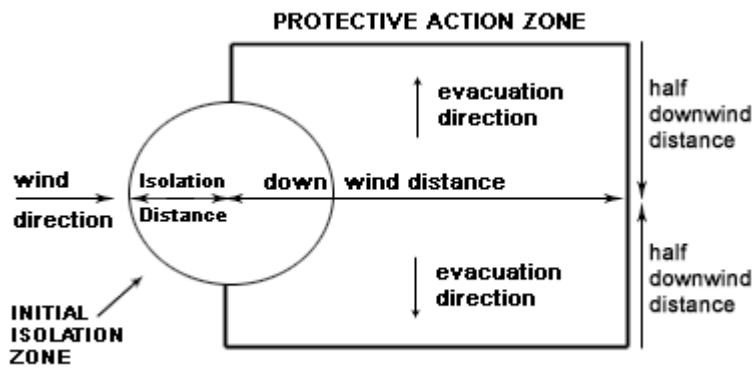 PROTECTIVE ACTION ZONE
evacuation
direction
half
downwind
distance
wind
direction
Isolation
Distance
down wind distance
evacuation
direction
half
downwind
distance
INITIAL
ISOLATION
ZONE